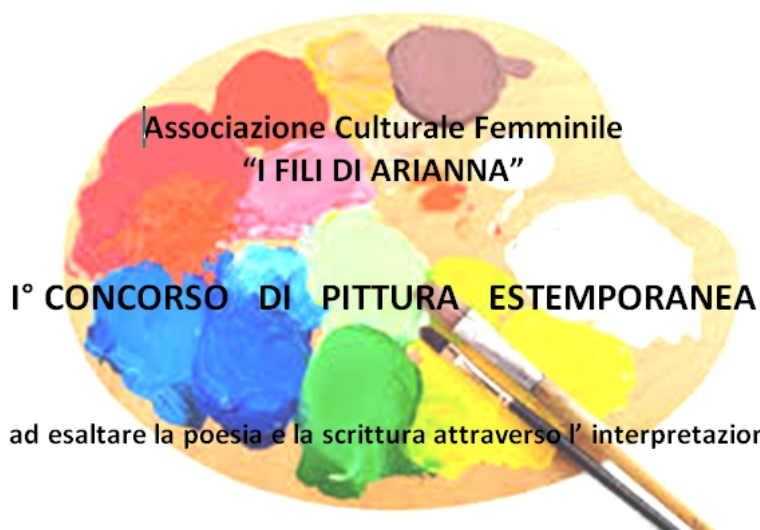 Associazione Culturale Femminile
“I FILI DI ARIANNA”
I° CONCORSO DI PITTURA ESTEMPORANEA
ad esaltare la poesia e la scrittura attraverso l’ interpretazion